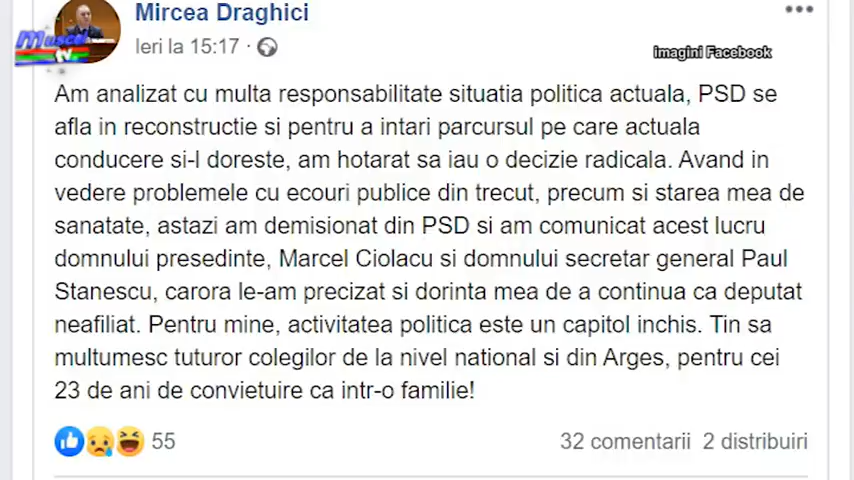 Mircea Draghici
Ieri la 15:17 ·
Muscel
tv
imagini Facebook
Am analizat cu multa responsabilitate situatia politica actuala, PSD se
afla in reconstructie si pentru a intari parcursul pe care actuala
conducere si-l doreste, am hotarat sa iau o decizie radicala. Avand in
vedere problemele cu ecouri publice din trecut, precum si starea mea de
sanatate, astazi am demisionat din PSD si am comunicat acest lucru
domnului presedinte, Marcel Ciolacu si domnului secretar general Paul
Stanescu, carora le-am precizat si dorinta mea de a continua ca deputat
neafiliat. Pentru mine, activitatea politica este un capitol inchis. Tin sa
multumesc tuturor colegilor de la nivel national si din Arges, pentru cei
23 de ani de convietuire ca intr-o familie!
55
32 comentarii 2 distribuiri